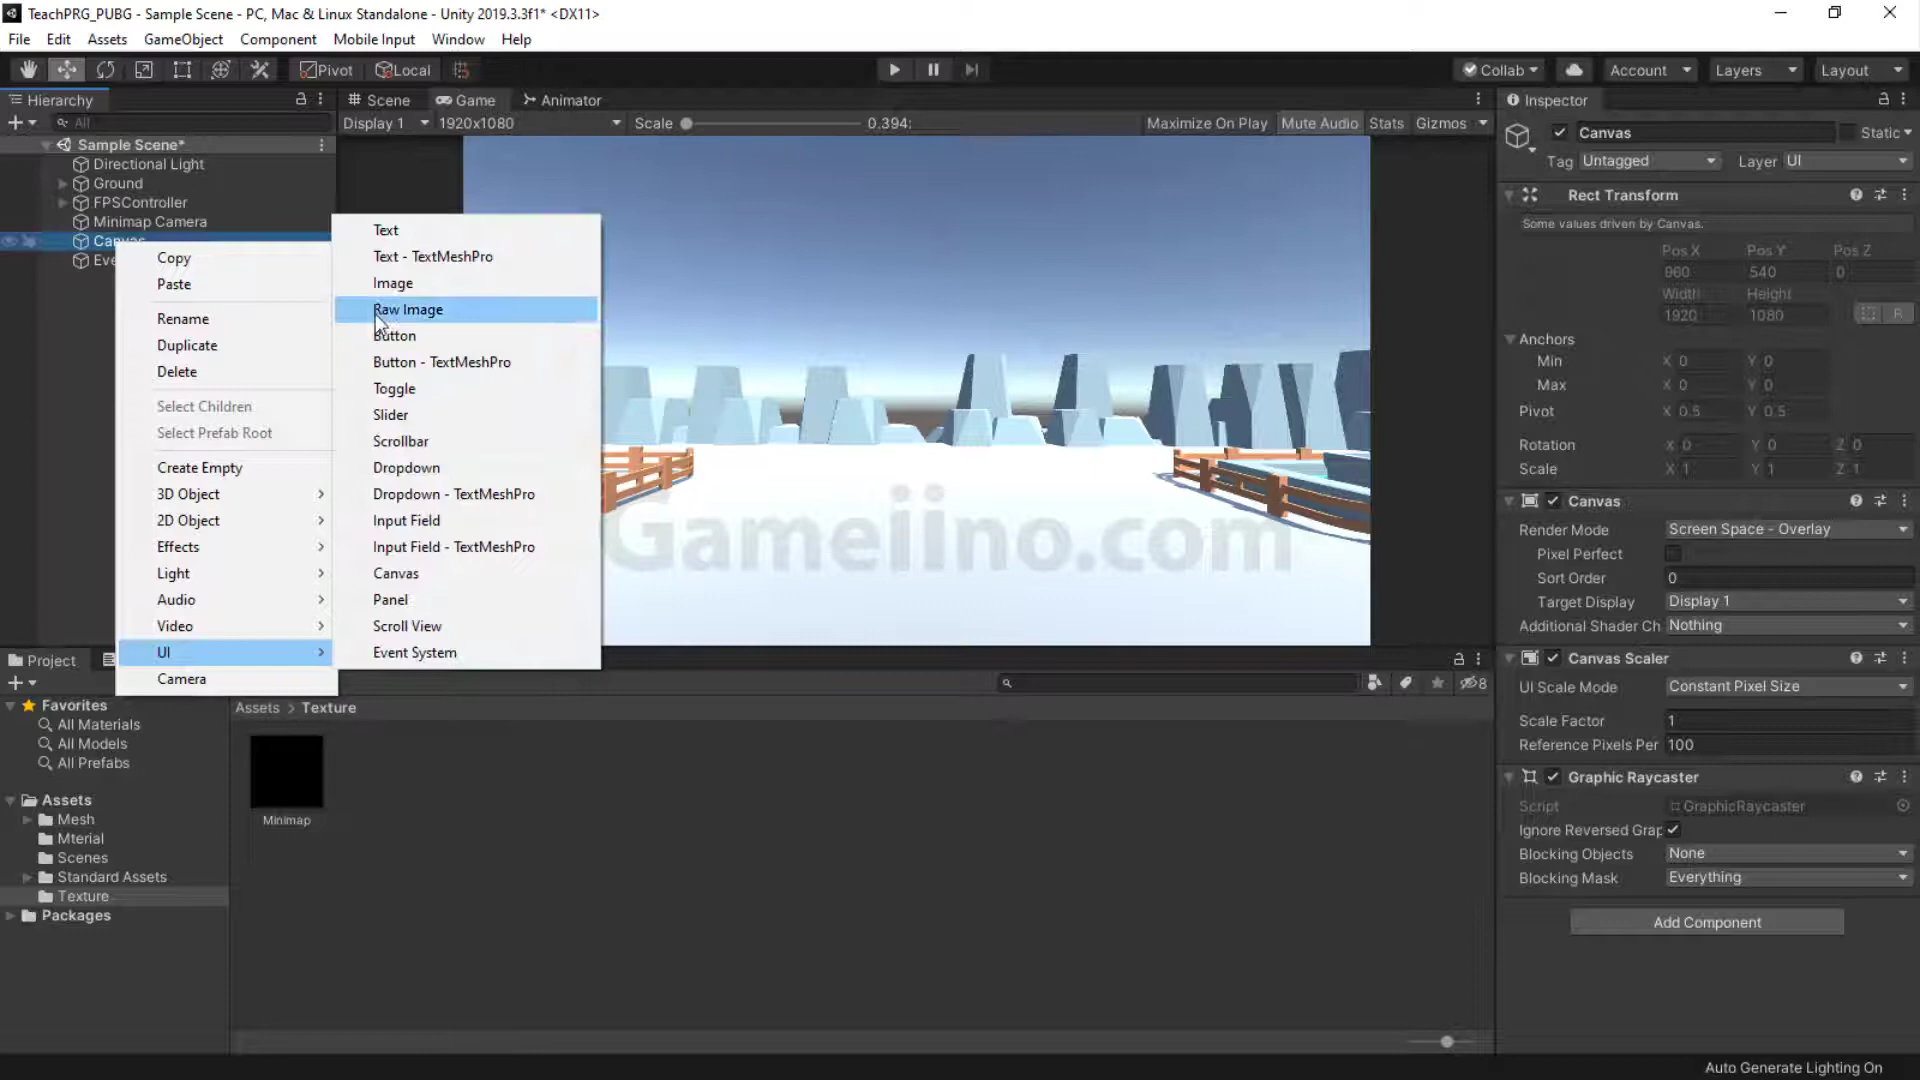 TeachPRG_PUBG - Sample Scene - PC, Mac & Linux Standalone - Unity 2019.3.3f1* <DX11>
File Edit Assets GameObject Component Mobile Input Window Help
Pivot Local Collab Account Layers Layout
Hierarchy
Scene Game Animator
Inspector
All
Display 1 1920x1080 Scale 0.394: Maximize On Play Mute Audio Stats Gizmos
Canvas Static
Tag Untagged Layer UI
Sample Scene*
Directional Light
Ground
FPSController
Minimap Camera
Canvas
Eve
Copy
Paste
Rename
Duplicate
Delete
Select Children
Select Prefab Root
Create Empty
3D Object
2D Object
Effects
Light
Audio
Video
UI
Camera
Text
Text - TextMeshPro
Image
Raw Image
Button
Button - TextMeshPro
Toggle
Slider
Scrollbar
Dropdown
Dropdown - TextMeshPro
Input Field
Input Field - TextMeshPro
Canvas
Panel
Scroll View
Event System
Gameiino.com
Rect Transform
Some values driven by Canvas.
Pos X Pos Y Pos Z
960 540 0
Width Height
1920 1080 R
Anchors
Min X 0 Y 0
Max X 0 Y 0
Pivot X 0.5 Y 0.5
Rotation X 0 Y 0 Z 0
Scale X 1 Y 1 Z 1
Canvas
Render Mode Screen Space - Overlay
Pixel Perfect
Sort Order 0
Target Display Display 1
Additional Shader Ch Nothing
Canvas Scaler
UI Scale Mode Constant Pixel Size
Scale Factor 1
Reference Pixels Per 100
Graphic Raycaster
Script GraphicRaycaster
Ignore Reversed Grap
Blocking Objects None
Blocking Mask Everything
Add Component
Project
8
Favorites
All Materials
All Models
All Prefabs
Assets
Mesh
Mterial
Scenes
Standard Assets
Texture
Packages
Assets > Texture
Minimap
Auto Generate Lighting On